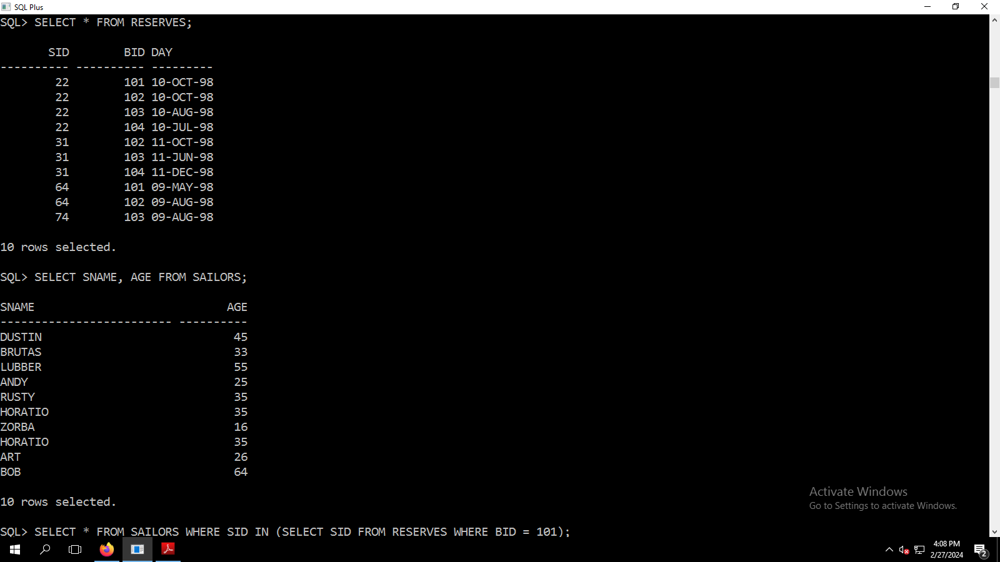 SQL Plus
SQL> SELECT * FROM RESERVES;
SID BID DAY
---------- ---------- ---------
22 101 10-OCT-98
22 102 10-OCT-98
22 103 10-AUG-98
22 104 10-JUL-98
31 102 11-OCT-98
31 103 11-JUN-98
31 104 11-DEC-98
64 101 09-MAY-98
64 102 09-AUG-98
74 103 09-AUG-98
10 rows selected.
SQL> SELECT SNAME, AGE FROM SAILORS;
SNAME AGE
------------------------- ----------
DUSTIN 45
BRUTAS 33
LUBBER 55
ANDY 25
RUSTY 35
HORATIO 35
ZORBA 16
HORATIO 35
ART 26
BOB 64
10 rows selected.
SQL> SELECT * FROM SAILORS WHERE SID IN (SELECT SID FROM RESERVES WHERE BID = 101);
Activate Windows
Go to Settings to activate Windows.
4:08 PM
2/27/2024
2